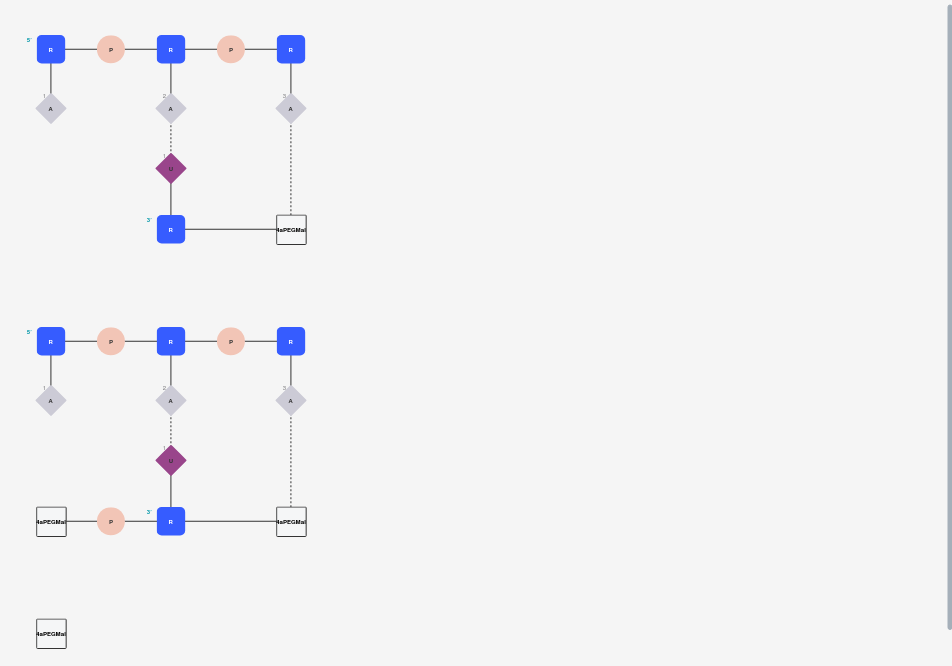 5'
R P R P R
1 2 3
A A A
1
U
3'
R 4aPEGMal
5'
R P R P R
1 2 3
A A A
1
U
3'
4aPEGMal P R 4aPEGMal
4aPEGMal